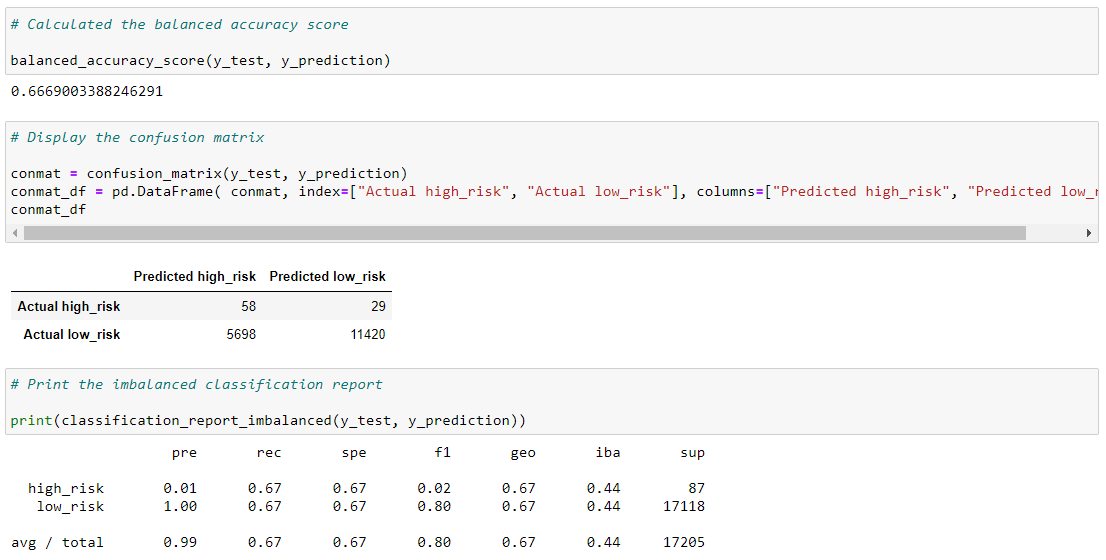 # Calculated the balanced accuracy score
balanced_accuracy_score(y_test, y_prediction)
0.6669003388246291
# Display the confusion matrix
conmat = confusion_matrix(y_test, y_prediction)
conmat_df = pd.DataFrame( conmat, index=["Actual high_risk", "Actual low_risk"], columns=["Predicted high_risk", "Predicted low_r
conmat_df
Predicted high_risk Predicted low_risk
Actual high_risk 58 29
Actual low_risk 5698 11420
# Print the imbalanced classification report
print(classification_report_imbalanced(y_test, y_prediction))
pre rec spe f1 geo iba sup
high_risk 0.01 0.67 0.67 0.02 0.67 0.44 87
low_risk 1.00 0.67 0.67 0.80 0.67 0.44 17118
avg / total 0.99 0.67 0.67 0.80 0.67 0.44 17205